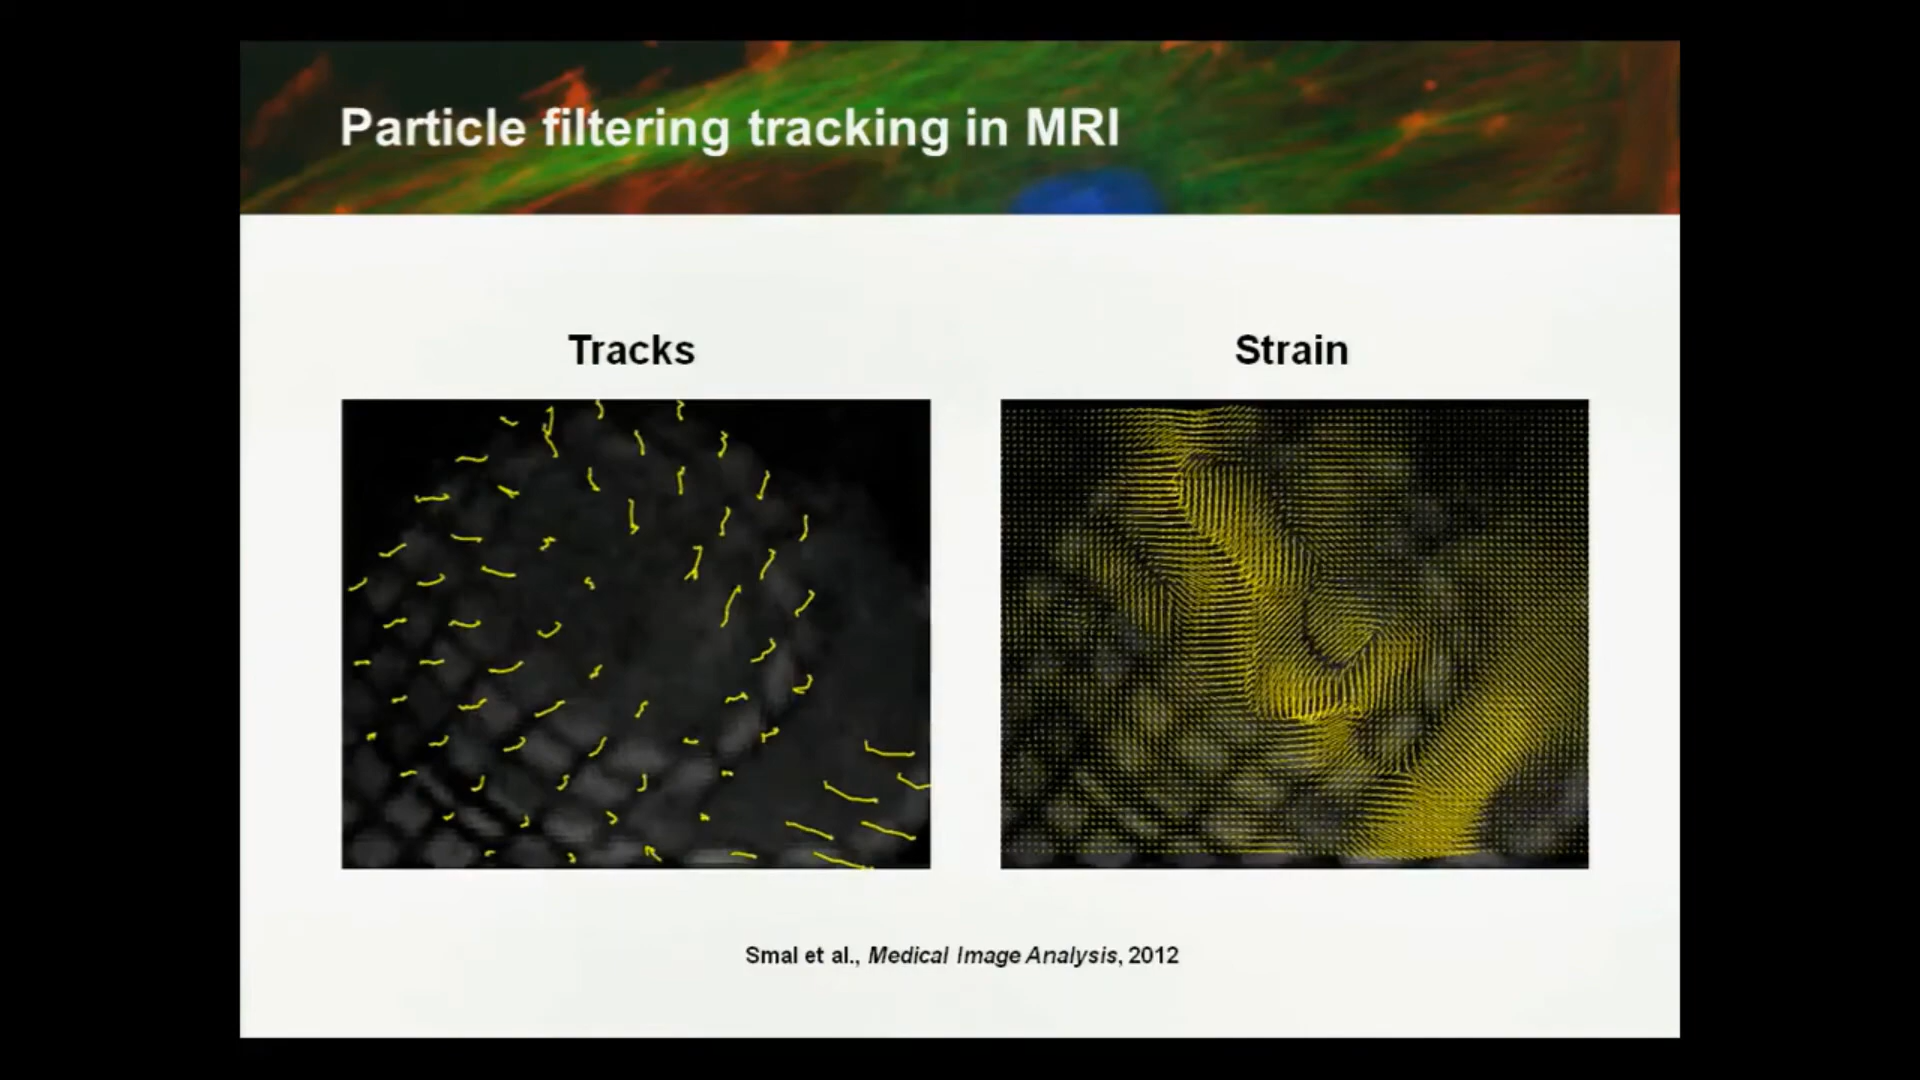 Particle filtering tracking in MRI
Tracks
Strain
Smal et al., Medical Image Analysis, 2012